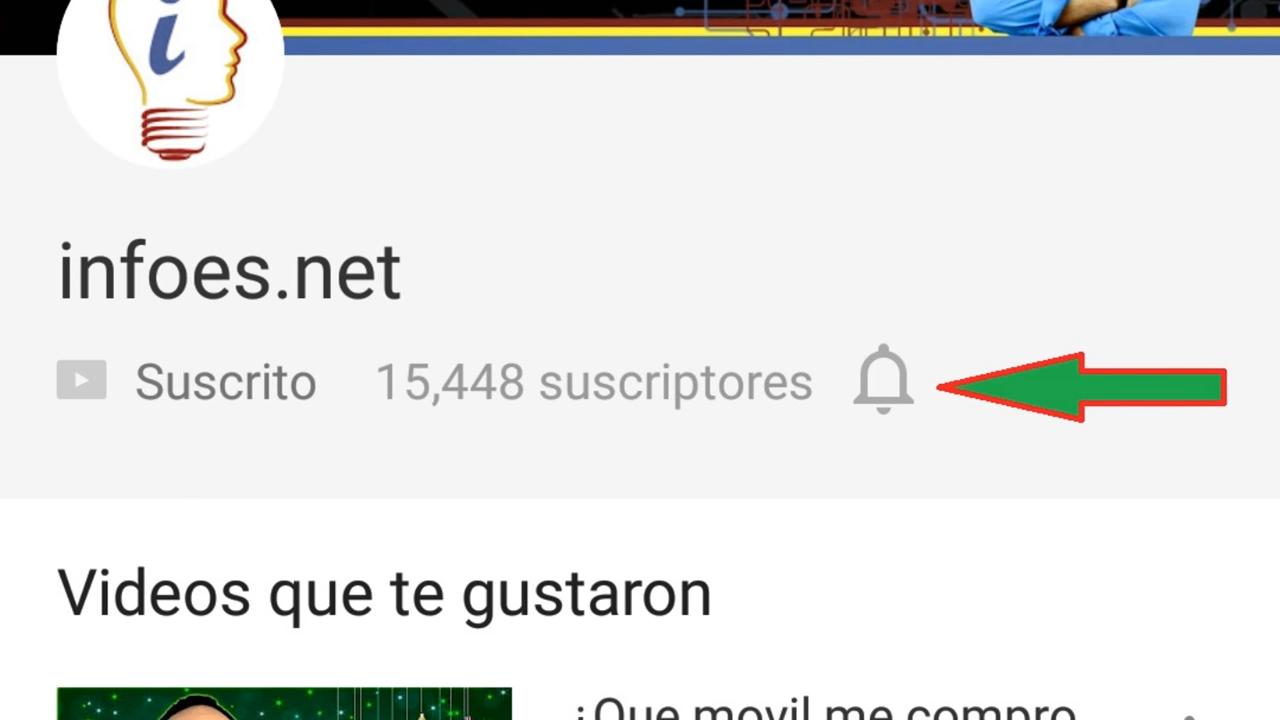 i
infoes.net
Suscrito 15,448 suscriptores
Videos que te gustaron
¿Que movil me compro